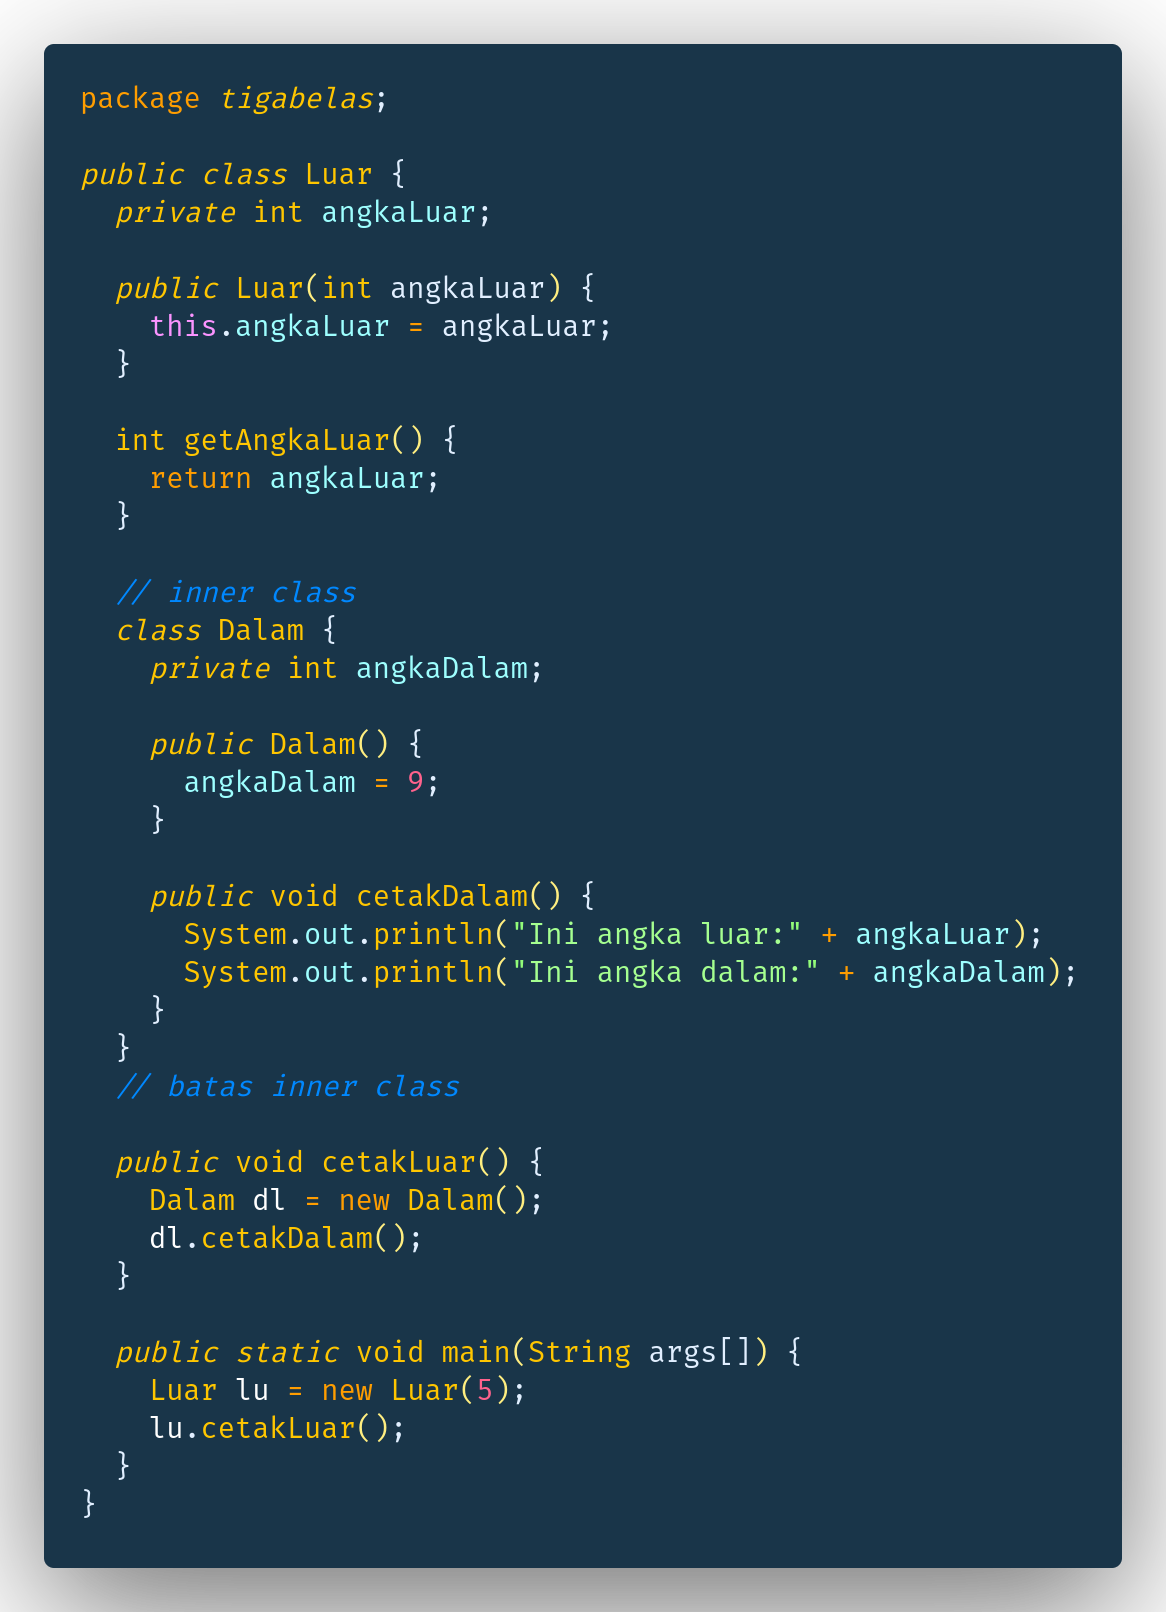 package tigabelas;

public class Luar {
  private int angkaLuar;

  public Luar(int angkaLuar) {
    this.angkaLuar = angkaLuar;
  }

  int getAngkaLuar() {
    return angkaLuar;
  }

  // inner class
  class Dalam {
    private int angkaDalam;

    public Dalam() {
      angkaDalam = 9;
    }

    public void cetakDalam() {
      System.out.println("Ini angka luar:" + angkaLuar);
      System.out.println("Ini angka dalam:" + angkaDalam);
    }
  }
  // batas inner class

  public void cetakLuar() {
    Dalam dl = new Dalam();
    dl.cetakDalam();
  }

  public static void main(String args[]) {
    Luar lu = new Luar(5);
    lu.cetakLuar();
  }
}